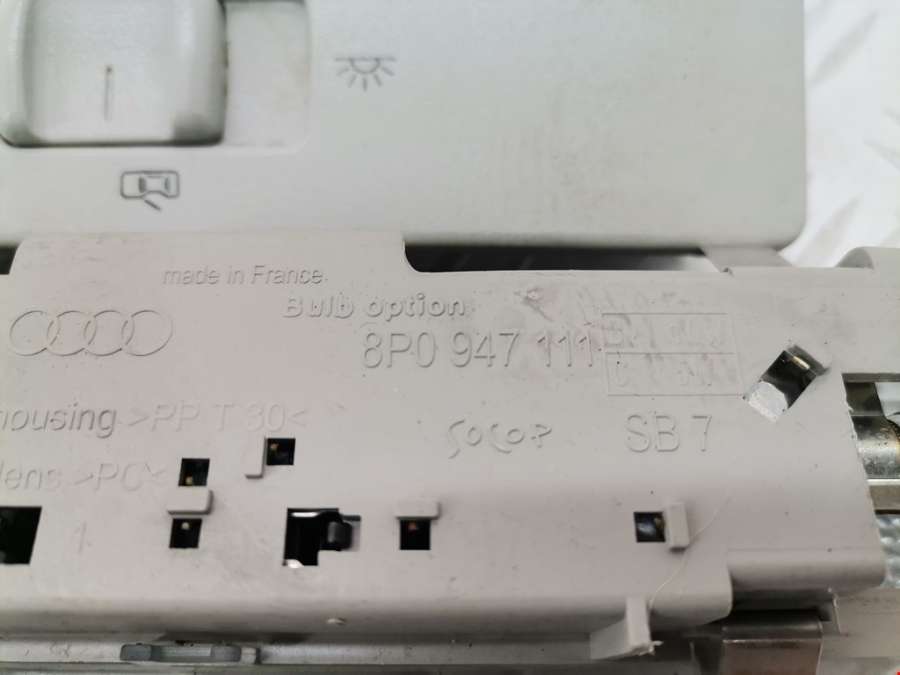 made in France
Bulb option
8P0 947 111
housing >PP T 30<
SOCOP
SB 7
lens >PC<
1